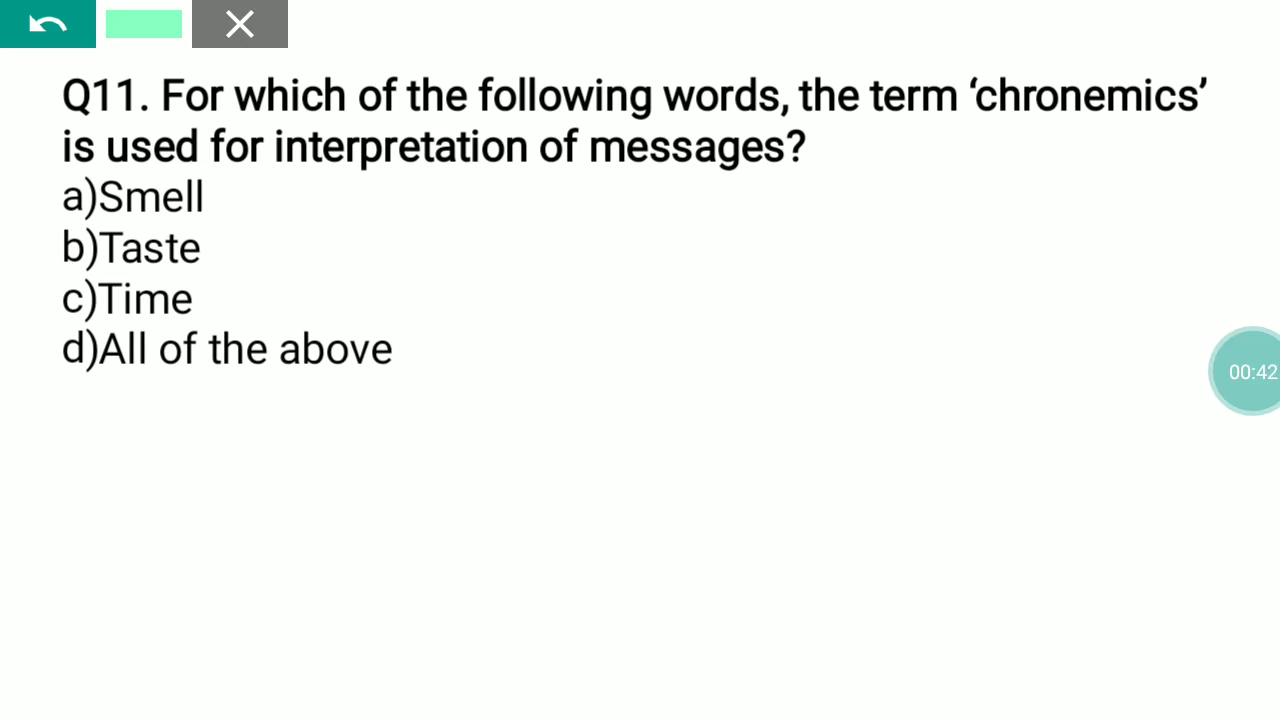 Q11. For which of the following words, the term ‘chronemics’
is used for interpretation of messages?
a)Smell
b)Taste
c)Time
d)All of the above
00:42